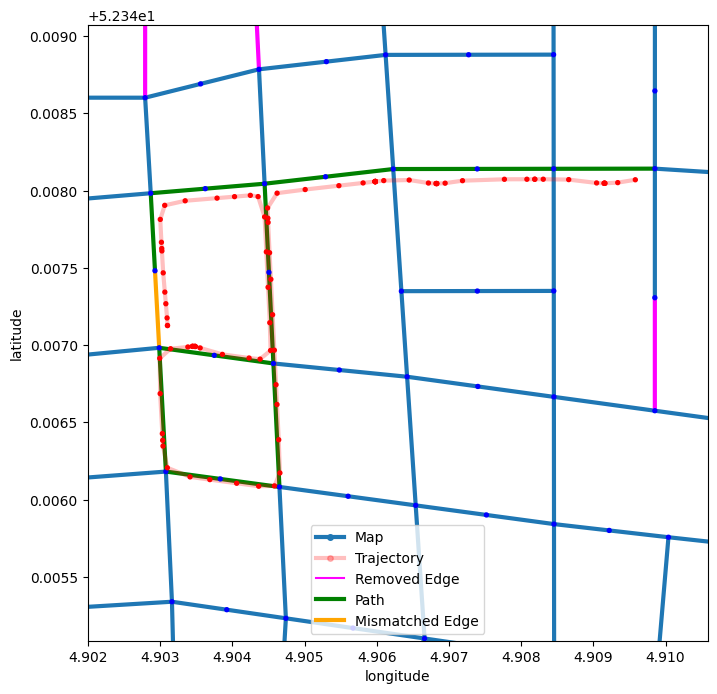 +5.234e1
0.0090
0.0085
0.0080
0.0075
0.0070
0.0065
0.0060
0.0055
latitude
Map
Trajectory
Removed Edge
Path
Mismatched Edge
4.902 4.903 4.904 4.905 4.906 4.907 4.908 4.909 4.910
longitude